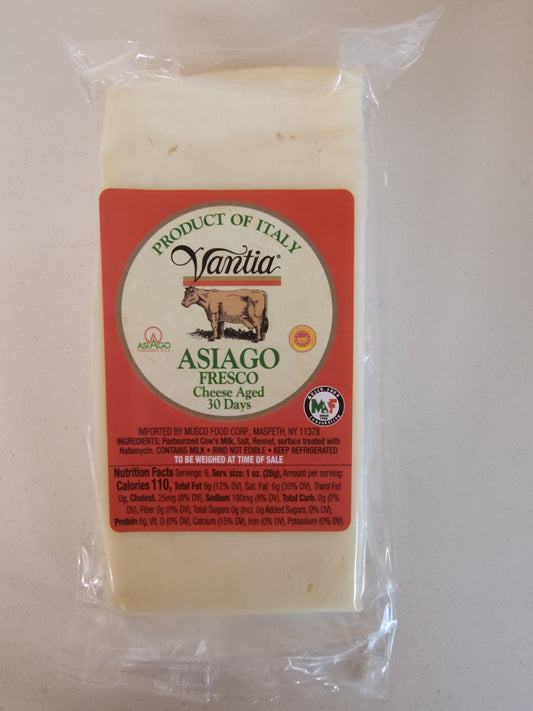 PRODUCT OF ITALY
Vantia®
ASIAGO
ASIAGO
FRESCO
Cheese Aged
30 Days
M&F
IMPORTED BY MUSCO FOOD CORP., MASPETH, NY 11378
INGREDIENTS: Pasteurized Cow's Milk, Salt, Rennet, surface treated with
Natamycin. CONTAINS MILK • RIND NOT EDIBLE • KEEP REFRIGERATED
TO BE WEIGHED AT TIME OF SALE
Nutrition Facts Servings: 6, Serv. size: 1 oz. (28g), Amount per serving:
Calories 110, Total Fat 9g (12% DV), Sat. Fat 6g (30% DV), Trans Fat
0g, Cholest. 25mg (8% DV), Sodium 190mg (8% DV), Total Carb. 0g (0%
DV), Fiber 0g (0% DV), Total Sugars 0g (Incl. 0g Added Sugars, 0% DV),
Protein 6g, Vit. D (0% DV), Calcium (15% DV), Iron (0% DV), Potassium (0% DV).